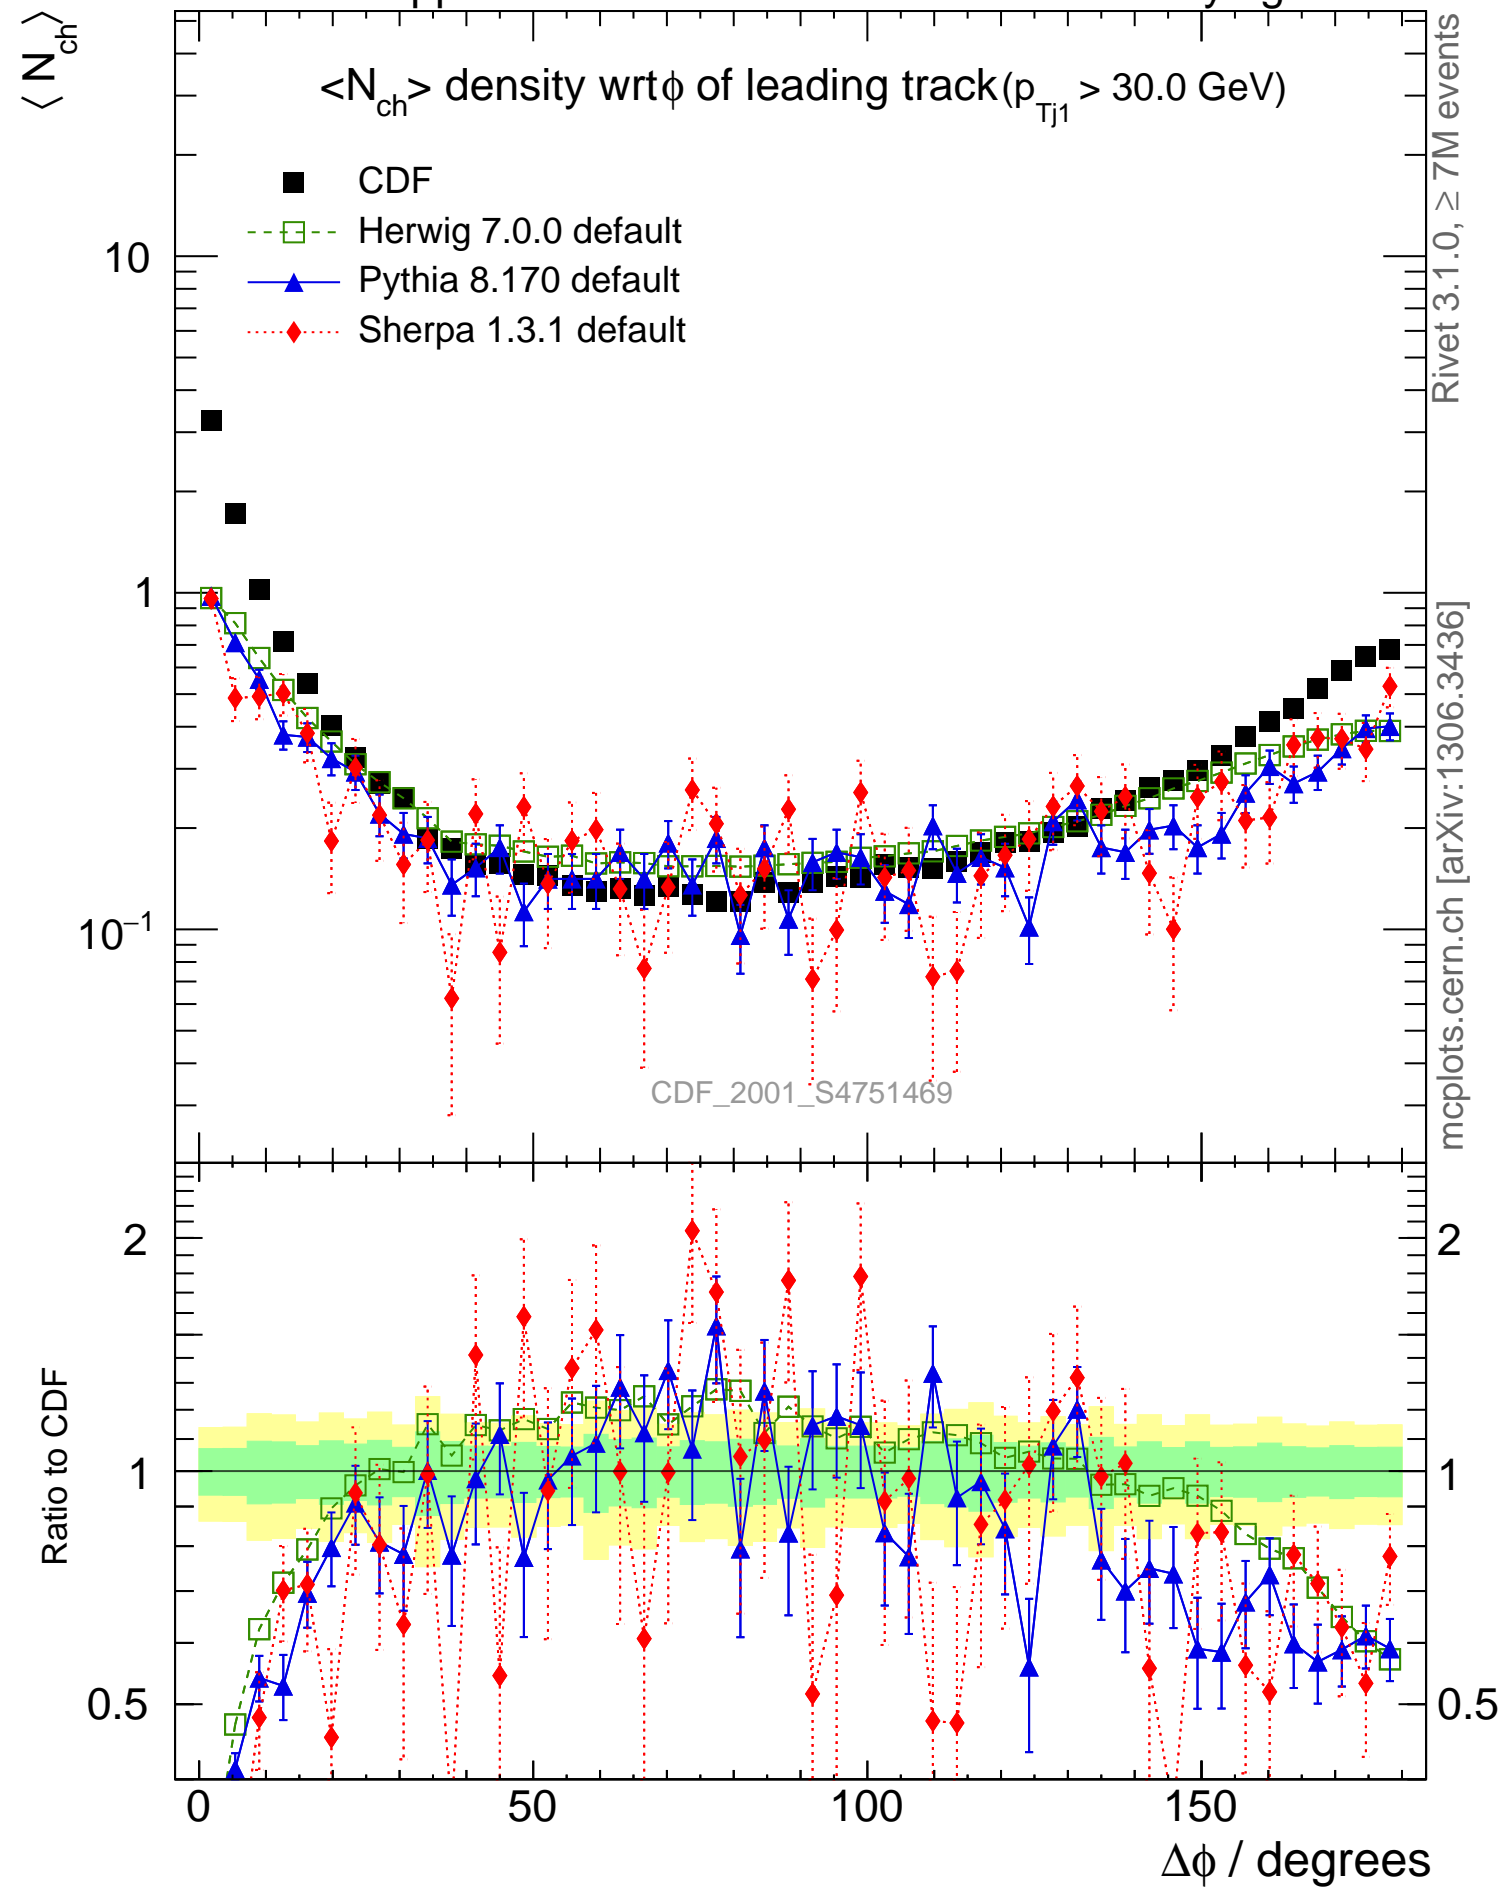 ⟨ N_ch ⟩
<N_ch> density wrt ϕ of leading track (p_Tj1 > 30.0 GeV)
CDF
Herwig 7.0.0 default
Pythia 8.170 default
Sherpa 1.3.1 default
10
1
10⁻¹
CDF_2001_S4751469
Rivet 3.1.0, ≥ 7M events
mcplots.cern.ch [arXiv:1306.3436]
Ratio to CDF
2
1
0.5
2
1
0.5
0 50 100 150
Δϕ / degrees